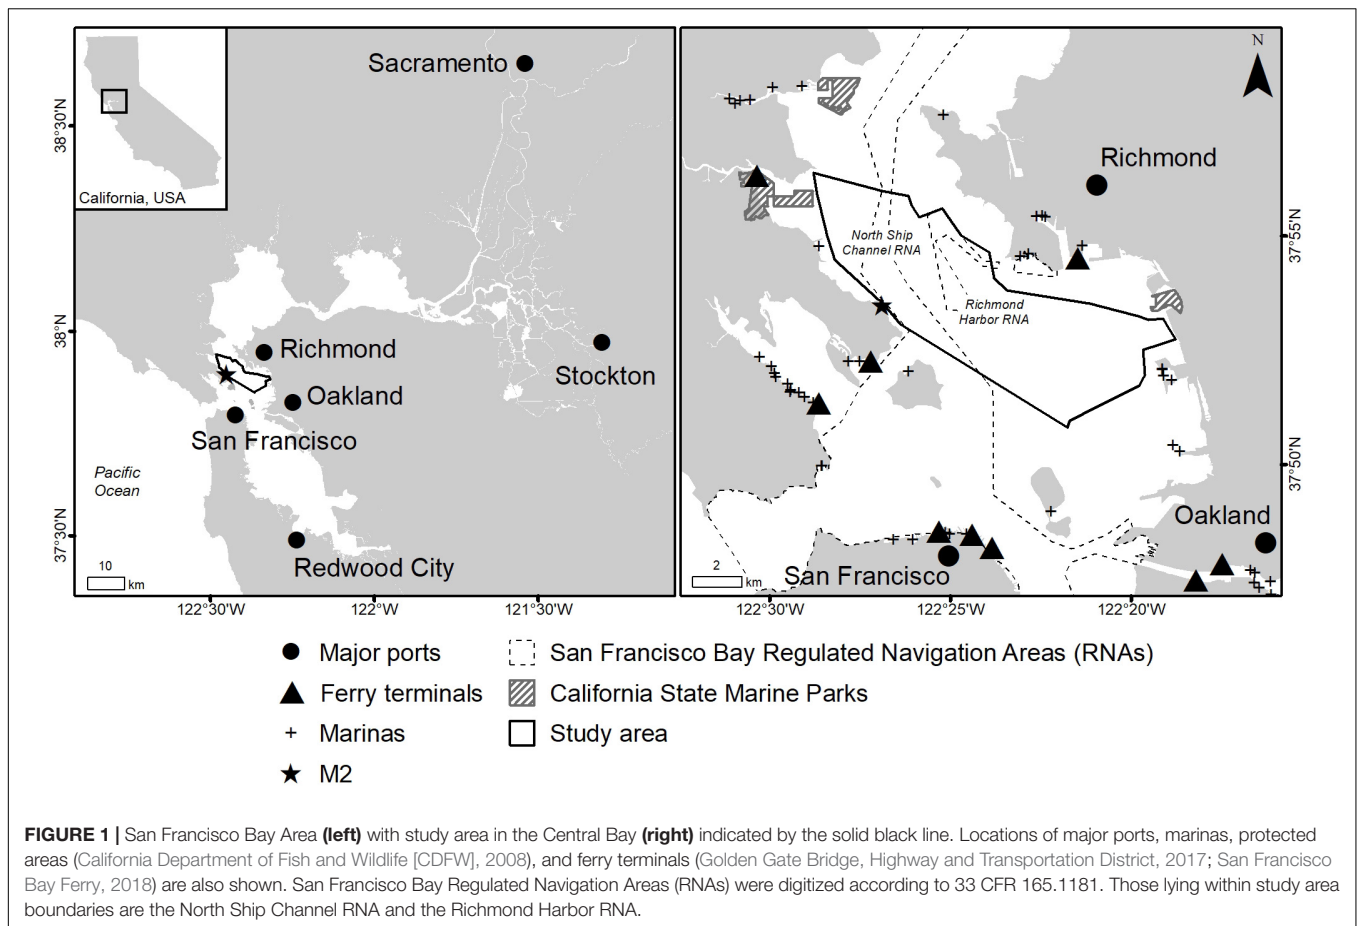 Sacramento
38°30'N
California, USA
38°N
Richmond
Oakland
Stockton
San Francisco
Pacific
Ocean
37°30'N
Redwood City
10
km
122°30'W
122°W
121°30'W
N
Richmond
37°55'N
North Ship
Channel RNA
Richmond
Harbor RNA
37°50'N
Oakland
San Francisco
2
km
122°30'W
122°25'W
122°20'W
Major ports
San Francisco Bay Regulated Navigation Areas (RNAs)
Ferry terminals
California State Marine Parks
Marinas
Study area
M2
FIGURE 1 | San Francisco Bay Area (left) with study area in the Central Bay (right) indicated by the solid black line. Locations of major ports, marinas, protected
areas (California Department of Fish and Wildlife [CDFW], 2008), and ferry terminals (Golden Gate Bridge, Highway and Transportation District, 2017; San Francisco
Bay Ferry, 2018) are also shown. San Francisco Bay Regulated Navigation Areas (RNAs) were digitized according to 33 CFR 165.1181. Those lying within study area
boundaries are the North Ship Channel RNA and the Richmond Harbor RNA.